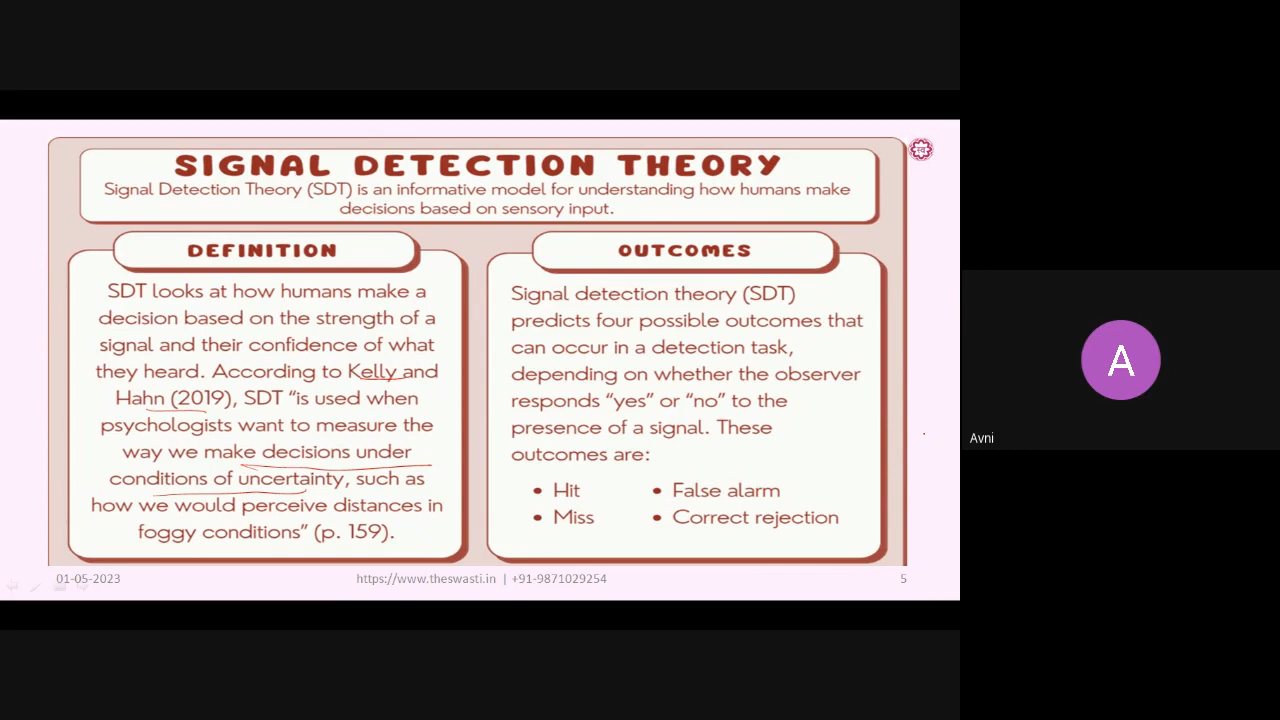 SIGNAL DETECTION THEORY
Signal Detection Theory (SDT) is an informative model for understanding how humans make
decisions based on sensory input.
DEFINITION
SDT looks at how humans make a
decision based on the strength of a
signal and their confidence of what
they heard. According to Kelly and
Hahn (2019), SDT “is used when
psychologists want to measure the
way we make decisions under
conditions of uncertainty, such as
how we would perceive distances in
foggy conditions” (p. 159).
OUTCOMES
Signal detection theory (SDT)
predicts four possible outcomes that
can occur in a detection task,
depending on whether the observer
responds “yes” or “no” to the
presence of a signal. These
outcomes are:
• Hit
• Miss
• False alarm
• Correct rejection
01-05-2023
https://www.theswasti.in | +91-9871029254
5
A
Avni